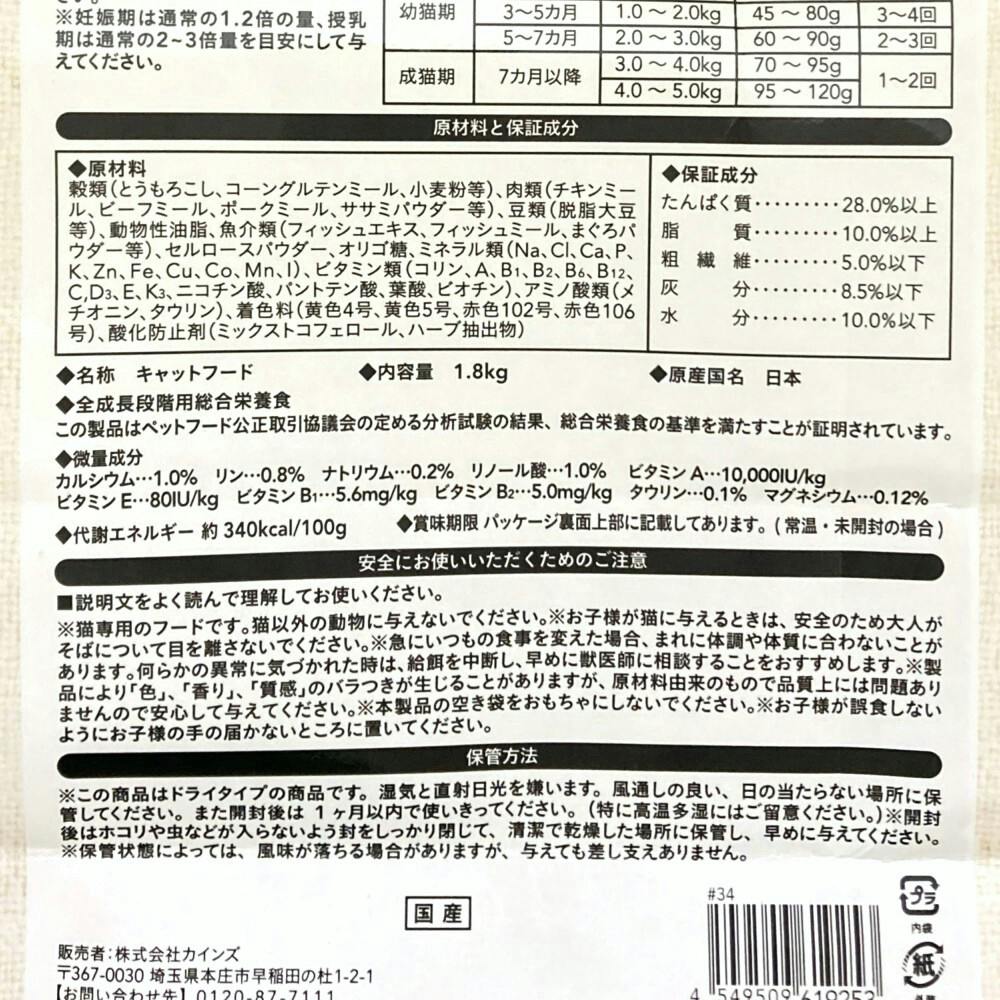 ※妊娠期は通常の1.2倍の量、授乳
期は通常の2~3倍量を目安にして与
えてください。
幼猫期 3～5カ月 1.0 ～ 2.0kg 45 ～ 80g 3～4回
5～7カ月 2.0 ～ 3.0kg 60 ～ 90g 2～3回
成猫期 7カ月以降 3.0 ～ 4.0kg 70 ～ 95g 1～2回
4.0 ～ 5.0kg 95 ～ 120g
原材料と保証成分
◆原材料
穀類（とうもろこし、コーングルテンミール、小麦粉等）、肉類（チキンミー
ル、ビーフミール、ポークミール、ササミパウダー等）、豆類（脱脂大豆
等）、動物性油脂、魚介類（フィッシュエキス、フィッシュミール、まぐろパ
ウダー等）、セルロースパウダー、オリゴ糖、ミネラル類（Na、Cl、Ca、P、
K、Zn、Fe、Cu、Co、Mn、I）、ビタミン類（コリン、A、B1、B2、B6、B12、
C、D3、E、K3、ニコチン酸、パントテン酸、葉酸、ビオチン）、アミノ酸類（メ
チオニン、タウリン）、着色料（黄色4号、黄色5号、赤色102号、赤色106
号）、酸化防止剤（ミックストコフェロール、ハーブ抽出物）
◆保証成分
たんぱく質･････････28.0%以上
脂質･････････10.0%以上
粗繊維･････････5.0%以下
灰分･････････8.5%以下
水分･････････10.0%以下
◆名称 キャットフード ◆内容量 1.8kg ◆原産国名 日本
◆全成長段階用総合栄養食
この製品はペットフード公正取引協議会の定める分析試験の結果、総合栄養食の基準を満たすことが証明されています。
◆微量成分
カルシウム…1.0% リン…0.8% ナトリウム…0.2% リノール酸…1.0% ビタミン A…10,000IU/kg
ビタミン E…80IU/kg ビタミン B1…5.6mg/kg ビタミン B2…5.0mg/kg タウリン…0.1% マグネシウム…0.12%
◆代謝エネルギー 約 340kcal/100g ◆賞味期限 パッケージ裏面上部に記載してあります。( 常温・未開封の場合 )
安全にお使いいただくためのご注意
■説明文をよく読んで理解してお使いください。
※猫専用のフードです。猫以外の動物に与えないでください。※お子様が猫に与えるときは、安全のため大人が
そばについて目を離さないでください。※急にいつもの食事を変えた場合、まれに体調や体質に合わないことが
あります。何らかの異常に気づかれた時は、給餌を中断し、早めに獣医師に相談することをおすすめします。※製
品により「色」、「香り」、「質感」のバラつきが生じることがありますが、原材料由来のもので品質上には問題あり
ませんので安心して与えてください。※本製品の空き袋をおもちゃにしないでください。※お子様が誤食しない
ようにお子様の手の届かないところに置いてください。
保管方法
※この商品はドライタイプの商品です。湿気と直射日光を嫌います。風通しの良い、日の当たらない場所に保
管してください。また開封後は 1ヶ月以内で使いきってください。（特に高温多湿にはご留意ください。）※開封
後はホコリや虫などが入らないよう封をしっかり閉じて、清潔で乾燥した場所に保管し、早めに与えてください。
※保管状態によっては、風味が落ちる場合がありますが、与えても差し支えありません。
国産
#34
プラ
内袋
紙
販売者：株式会社カインズ
〒367-0030 埼玉県本庄市早稲田の杜1-2-1
【お問い合わせ先】 0120-87-7111
4 549509 619253